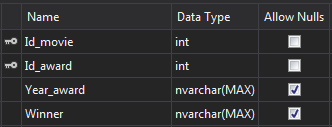 Name Data Type Allow Nulls
Id_movie int
Id_award int
Year_award nvarchar(MAX)
Winner nvarchar(MAX)